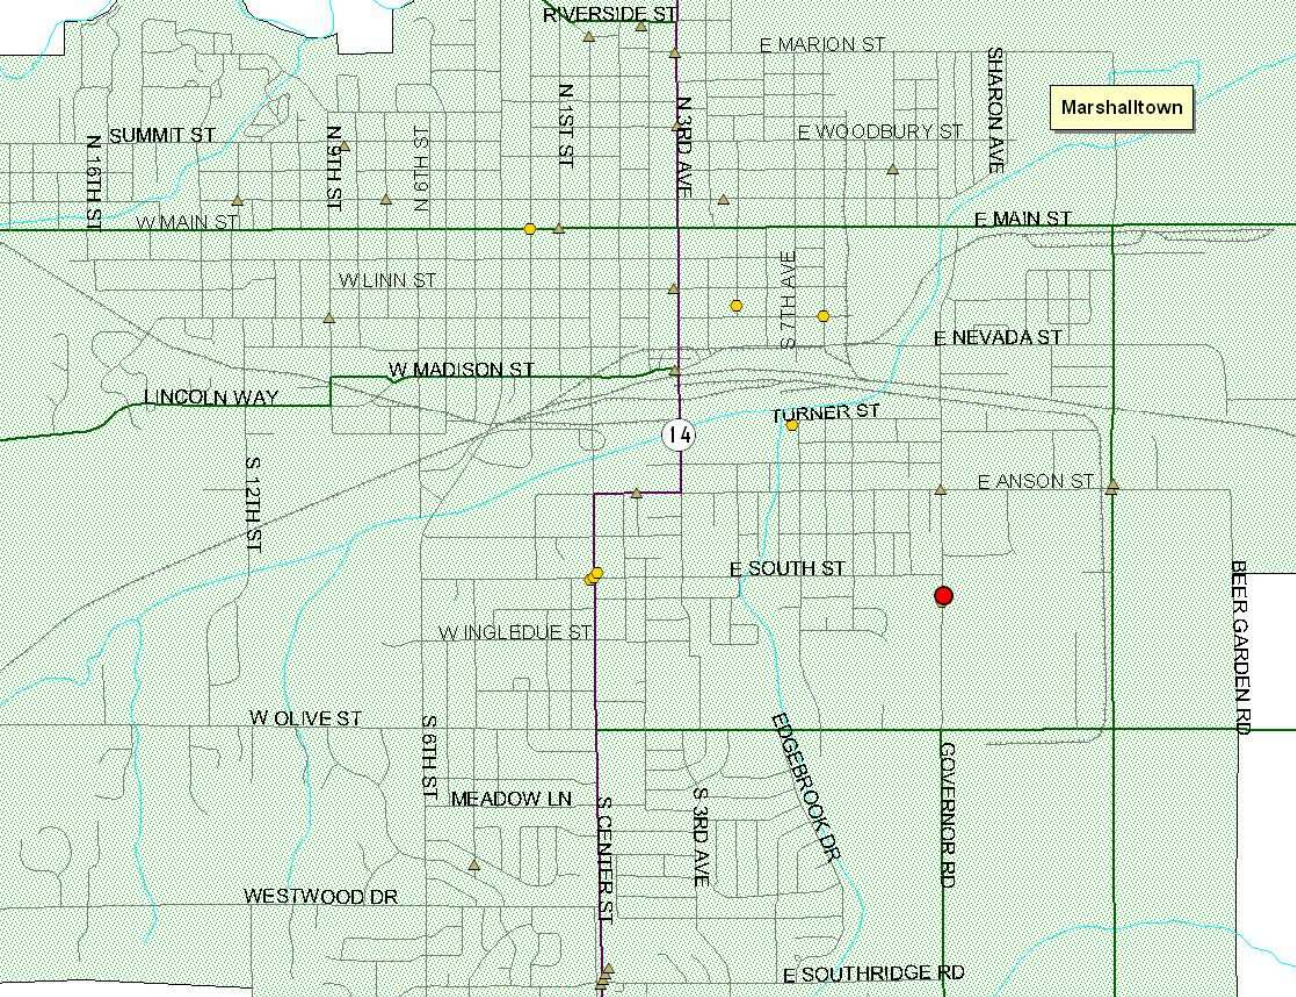 RIVERSIDE ST
E MARION ST
SHARON AVE
Marshalltown
N 1ST ST
N 3RD AVE
SUMMIT ST
N 16TH ST
N 9TH ST
N 6TH ST
E WOODBURY ST
W MAIN ST
E MAIN ST
W LINN ST
S 7TH AVE
E NEVADA ST
W MADISON ST
LINCOLN WAY
TURNER ST
14
S 12TH ST
E ANSON ST
E SOUTH ST
BEER GARDEN RD
W INGLEDUE ST
W OLIVE ST
S 6TH ST
EDGEBROOK DR
GOVERNOR RD
MEADOW LN
S CENTER ST
S 3RD AVE
WESTWOOD DR
E SOUTHRIDGE RD